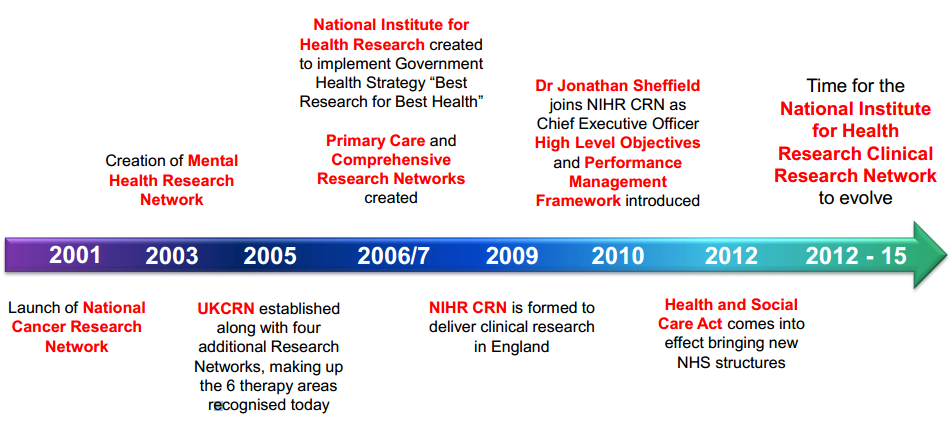 National Institute for
Health Research created
to implement Government
Health Strategy “Best
Research for Best Health”
Primary Care and
Comprehensive
Research Networks
created
Dr Jonathan Sheffield
joins NIHR CRN as
Chief Executive Officer
High Level Objectives
and Performance
Management
Framework introduced
Time for the
National Institute
for Health
Research Clinical
Research Network
to evolve
Creation of Mental
Health Research
Network
2001 2003 2005 2006/7 2009 2010 2012 2012 - 15
Launch of National
Cancer Research
Network
UKCRN established
along with four
additional Research
Networks, making up
the 6 therapy areas
recognised today
NIHR CRN is formed to
deliver clinical research
in England
Health and Social
Care Act comes into
effect bringing new
NHS structures